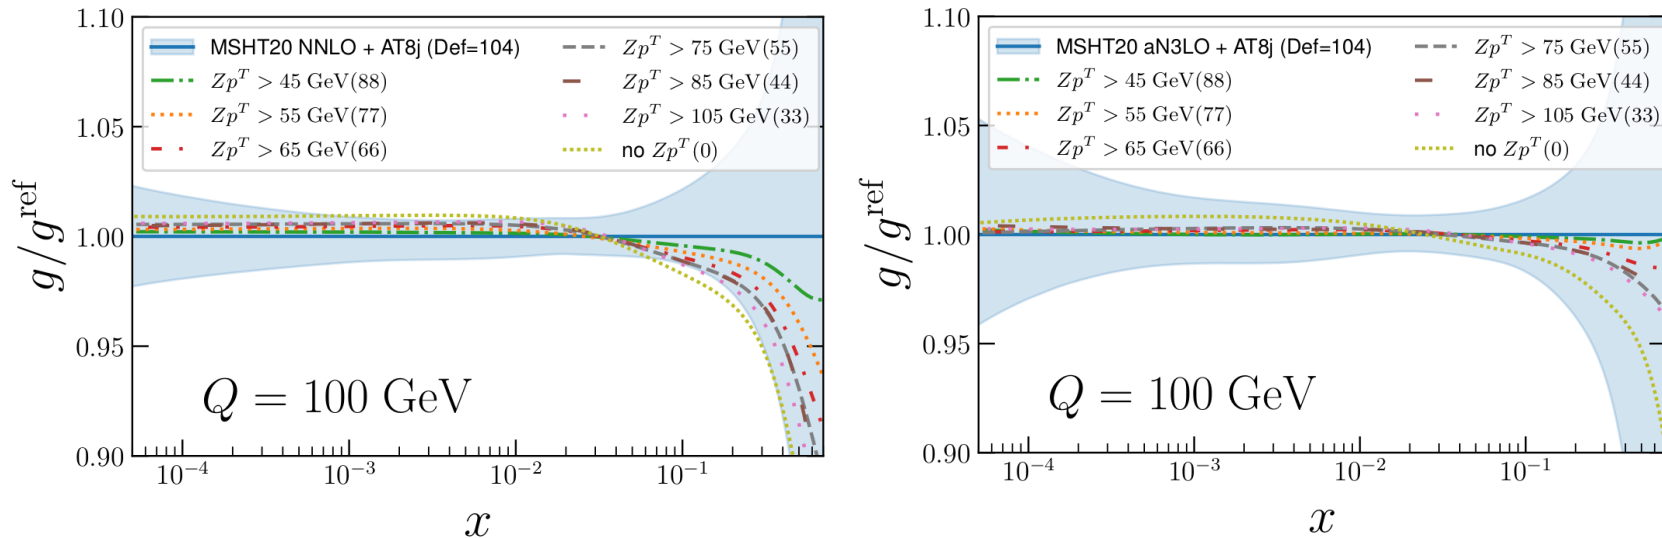 1.10
1.05
1.00
0.95
0.90
g/g^ref
MSHT20 NNLO + AT8j (Def=104)
Zp^T > 45 GeV(88)
Zp^T > 55 GeV(77)
Zp^T > 65 GeV(66)
Zp^T > 75 GeV(55)
Zp^T > 85 GeV(44)
Zp^T > 105 GeV(33)
no Zp^T(0)
Q = 100 GeV
10^−4
10^−3
10^−2
10^−1
x
1.10
1.05
1.00
0.95
0.90
g/g^ref
MSHT20 aN3LO + AT8j (Def=104)
Zp^T > 45 GeV(88)
Zp^T > 55 GeV(77)
Zp^T > 65 GeV(66)
Zp^T > 75 GeV(55)
Zp^T > 85 GeV(44)
Zp^T > 105 GeV(33)
no Zp^T(0)
Q = 100 GeV
10^−4
10^−3
10^−2
10^−1
x